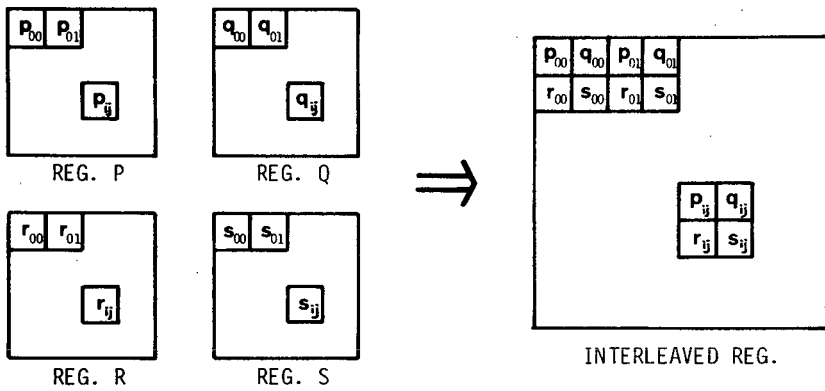 p00 p01
pij
REG. P
q00 q01
qij
REG. Q
r00 r01
rij
REG. R
s00 s01
sij
REG. S
⇒
p00 q00 p01 q01
r00 s00 r01 s01
pij qij
rij sij
INTERLEAVED REG.